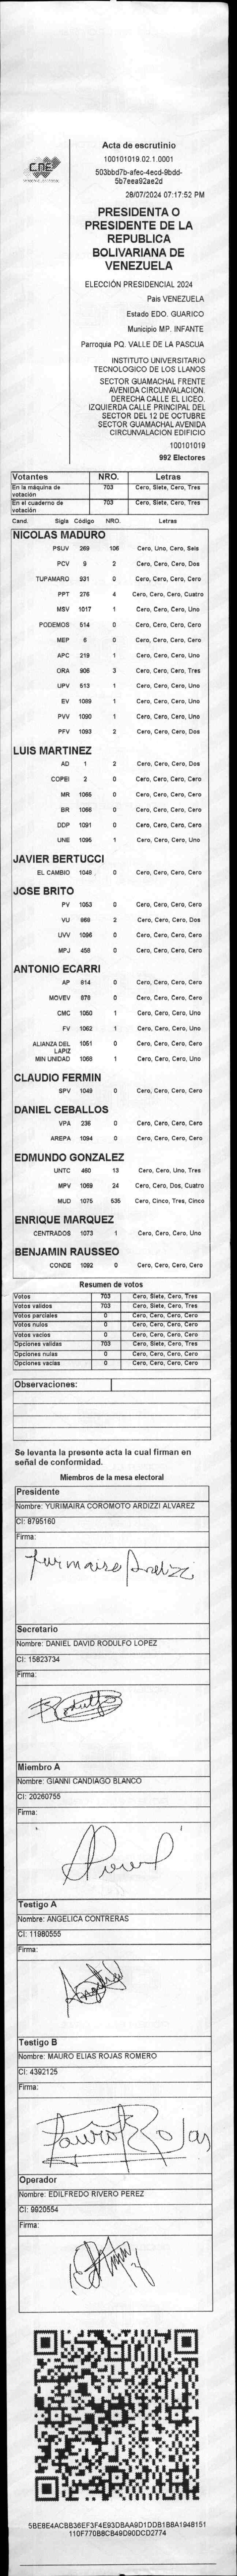 CNE
Acta de escrutinio
100101019.02.1.0001
503bbd7b-afec-4ecd-9bdd-
5b7eea92ae2d
28/07/2024 07:17:52 PM
PRESIDENTA O
PRESIDENTE DE LA
REPUBLICA
BOLIVARIANA DE
VENEZUELA
ELECCIÓN PRESIDENCIAL 2024
Pais VENEZUELA
Estado EDO. GUARICO
Municipio MP. INFANTE
Parroquia PQ. VALLE DE LA PASCUA
INSTITUTO UNIVERSITARIO
TECNOLOGICO DE LOS LLANOS
SECTOR GUAMACHAL FRENTE
AVENIDA CIRCUNVALACION.
DERECHA CALLE EL LICEO.
IZQUIERDA CALLE PRINCIPAL DEL
SECTOR DEL 12 DE OCTUBRE
SECTOR GUAMACHAL AVENIDA
CIRCUNVALACION EDIFICIO
100101019
992 Electores
Votantes NRO. Letras
En la máquina de votación 703 Cero, Siete, Cero, Tres
En el cuaderno de votación 703 Cero, Siete, Cero, Tres
Cand. Sigla Código NRO. Letras
NICOLAS MADURO
PSUV 269 106 Cero, Uno, Cero, Seis
PCV 9 2 Cero, Cero, Cero, Dos
TUPAMARO 931 0 Cero, Cero, Cero, Cero
PPT 276 4 Cero, Cero, Cero, Cuatro
MSV 1017 1 Cero, Cero, Cero, Uno
PODEMOS 514 0 Cero, Cero, Cero, Cero
MEP 6 0 Cero, Cero, Cero, Cero
APC 219 1 Cero, Cero, Cero, Uno
ORA 906 3 Cero, Cero, Cero, Tres
UPV 513 1 Cero, Cero, Cero, Uno
EV 1089 1 Cero, Cero, Cero, Uno
PVV 1090 1 Cero, Cero, Cero, Uno
PFV 1093 2 Cero, Cero, Cero, Dos
LUIS MARTINEZ
AD 1 2 Cero, Cero, Cero, Dos
COPEI 2 0 Cero, Cero, Cero, Cero
MR 1065 0 Cero, Cero, Cero, Cero
BR 1066 0 Cero, Cero, Cero, Cero
DDP 1091 0 Cero, Cero, Cero, Cero
UNE 1095 1 Cero, Cero, Cero, Uno
JAVIER BERTUCCI
EL CAMBIO 1048 0 Cero, Cero, Cero, Cero
JOSE BRITO
PV 1053 0 Cero, Cero, Cero, Cero
VU 868 2 Cero, Cero, Cero, Dos
UVV 1096 0 Cero, Cero, Cero, Cero
MPJ 458 0 Cero, Cero, Cero, Cero
ANTONIO ECARRI
AP 814 0 Cero, Cero, Cero, Cero
MOVEV 878 0 Cero, Cero, Cero, Cero
CMC 1050 1 Cero, Cero, Cero, Uno
FV 1062 1 Cero, Cero, Cero, Uno
ALIANZA DEL LAPIZ 1051 0 Cero, Cero, Cero, Cero
MIN UNIDAD 1068 1 Cero, Cero, Cero, Uno
CLAUDIO FERMIN
SPV 1049 0 Cero, Cero, Cero, Cero
DANIEL CEBALLOS
VPA 236 0 Cero, Cero, Cero, Cero
AREPA 1094 0 Cero, Cero, Cero, Cero
EDMUNDO GONZALEZ
UNTC 460 13 Cero, Cero, Uno, Tres
MPV 1069 24 Cero, Cero, Dos, Cuatro
MUD 1075 535 Cero, Cinco, Tres, Cinco
ENRIQUE MARQUEZ
CENTRADOS 1073 1 Cero, Cero, Cero, Uno
BENJAMIN RAUSSEO
CONDE 1092 0 Cero, Cero, Cero, Cero
Resumen de votos
Votos 703 Cero, Siete, Cero, Tres
Votos validos 703 Cero, Siete, Cero, Tres
Votos parciales 0 Cero, Cero, Cero, Cero
Votos nulos 0 Cero, Cero, Cero, Cero
Votos vacios 0 Cero, Cero, Cero, Cero
Opciones validas 703 Cero, Siete, Cero, Tres
Opciones nulas 0 Cero, Cero, Cero, Cero
Opciones vacias 0 Cero, Cero, Cero, Cero
Observaciones:
Se levanta la presente acta la cual firman en
señal de conformidad.
Miembros de la mesa electoral
Presidente
Nombre: YURIMAIRA COROMOTO ARDIZZI ALVAREZ
CI: 8795160
Firma:
Yurimaira Ardizzi
Secretario
Nombre: DANIEL DAVID RODULFO LOPEZ
CI: 15823734
Firma:
Rodulfo
Miembro A
Nombre: GIANNI CANDIAGO BLANCO
CI: 20260755
Firma:
Testigo A
Nombre: ANGELICA CONTRERAS
CI: 11980555
Firma:
Testigo B
Nombre: MAURO ELIAS ROJAS ROMERO
CI: 4392125
Firma:
Mauro Rojas
Operador
Nombre: EDILFREDO RIVERO PEREZ
CI: 9920554
Firma:
5BE8E4ACBB36EF3F4E93DBAA9D1DDB1B8A1948151
110F770B8CB49D90DCD2774